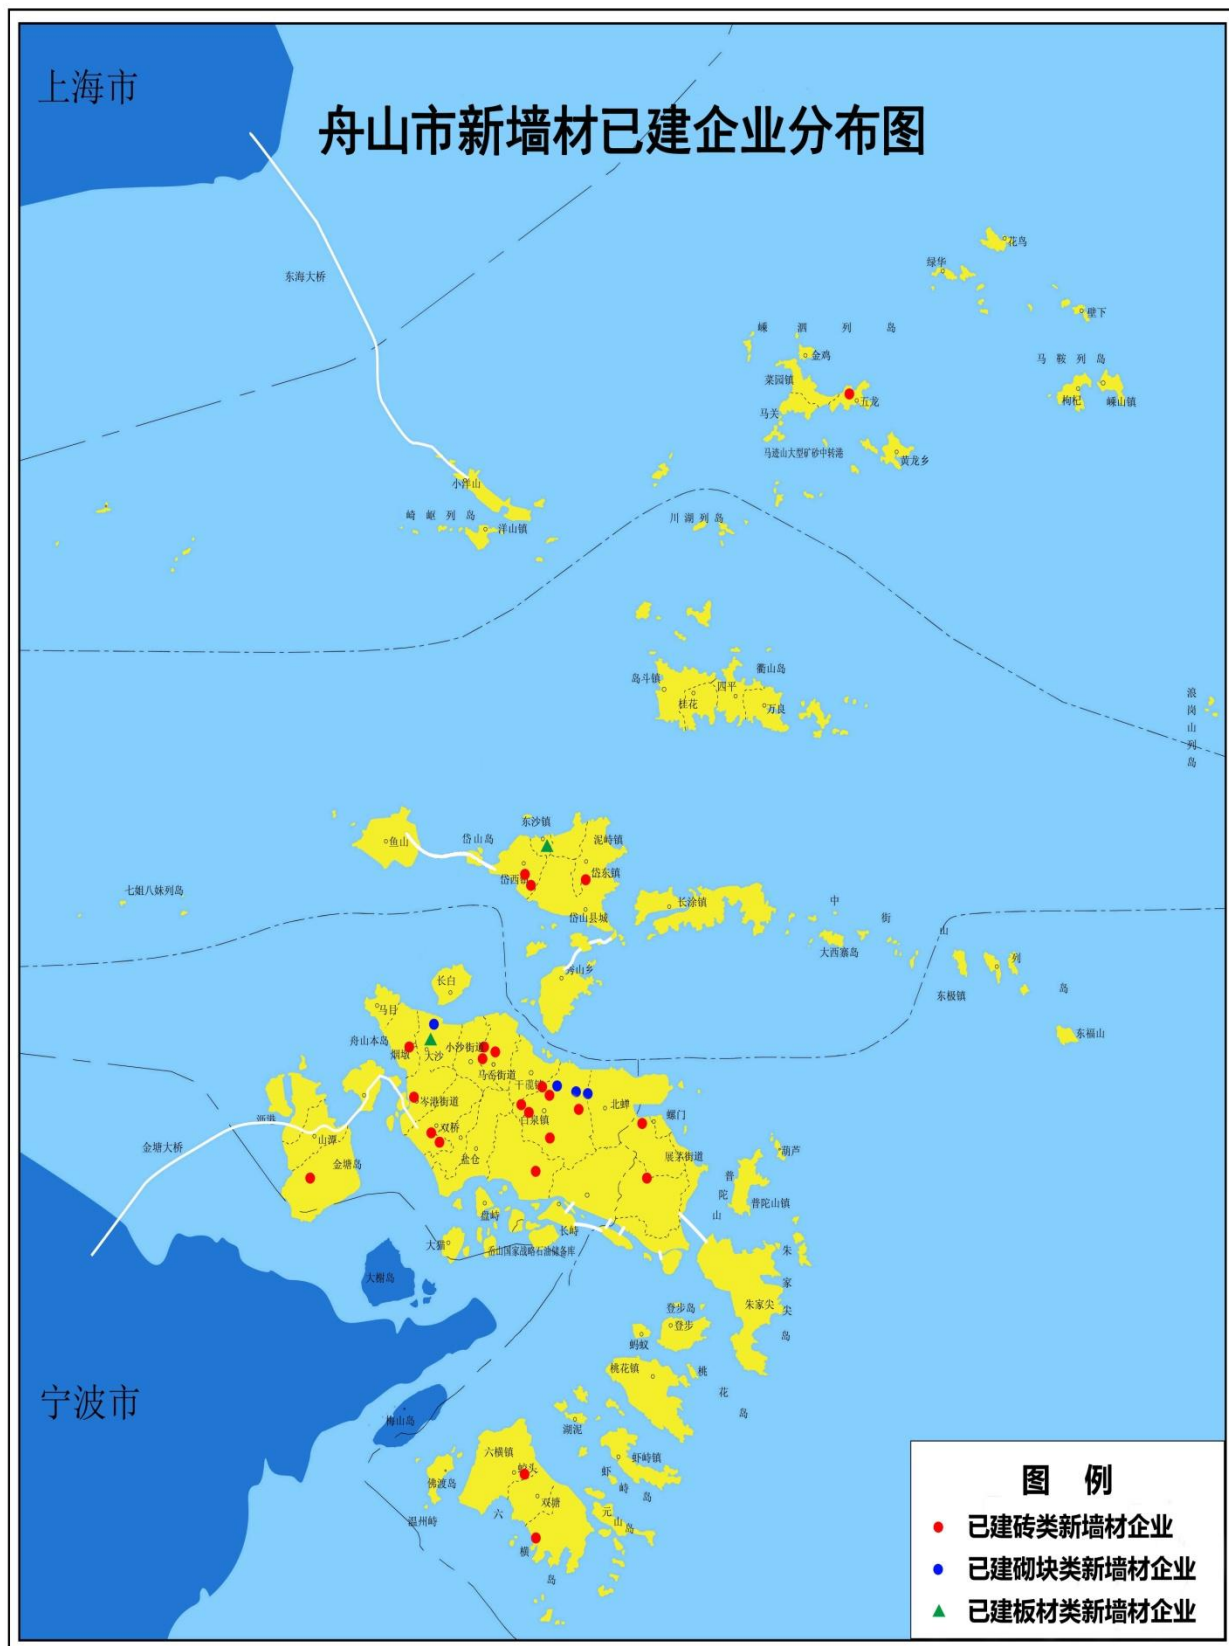 上海市
舟山市新墙材已建企业分布图
东海大桥
花鸟
绿华
壁下
嵊泗列岛
金鸡
马鞍列岛
菜园镇
五龙
枸杞
嵊山镇
马关
马迹山大型矿砂中转港
黄龙乡
小洋山
崎岖列岛
洋山镇
川湖列岛
衢山岛
岛斗镇
四平
桂花
万良
浪岗山列岛
东沙镇
鱼山
岱山岛
泥峙镇
岱西镇
岱东镇
七姐八妹列岛
长涂镇
岱山县城
中街山列岛
大西寨岛
秀山乡
东极镇
东福山
长白
马目
舟山本岛
烟墩
大沙
小沙街道
马岙街道
干𬒗镇
岑港街道
北蝉
白泉镇
螺门
沥港
双桥
山潭
金塘大桥
金塘岛
盐仓
展茅街道
葫芦
普陀山
普陀山镇
盘峙
长峙
大猫
岙山国家战略石油储备库
大榭岛
朱家尖岛
朱家尖
登步岛
登步
蚂蚁
桃花镇
桃花岛
宁波市
梅山岛
湖泥
六横镇
虾峙镇
蛟头
佛渡岛
虾峙岛
双塘
元山岛
温州峙
六横岛
图 例
已建砖类新墙材企业
已建砌块类新墙材企业
已建板材类新墙材企业